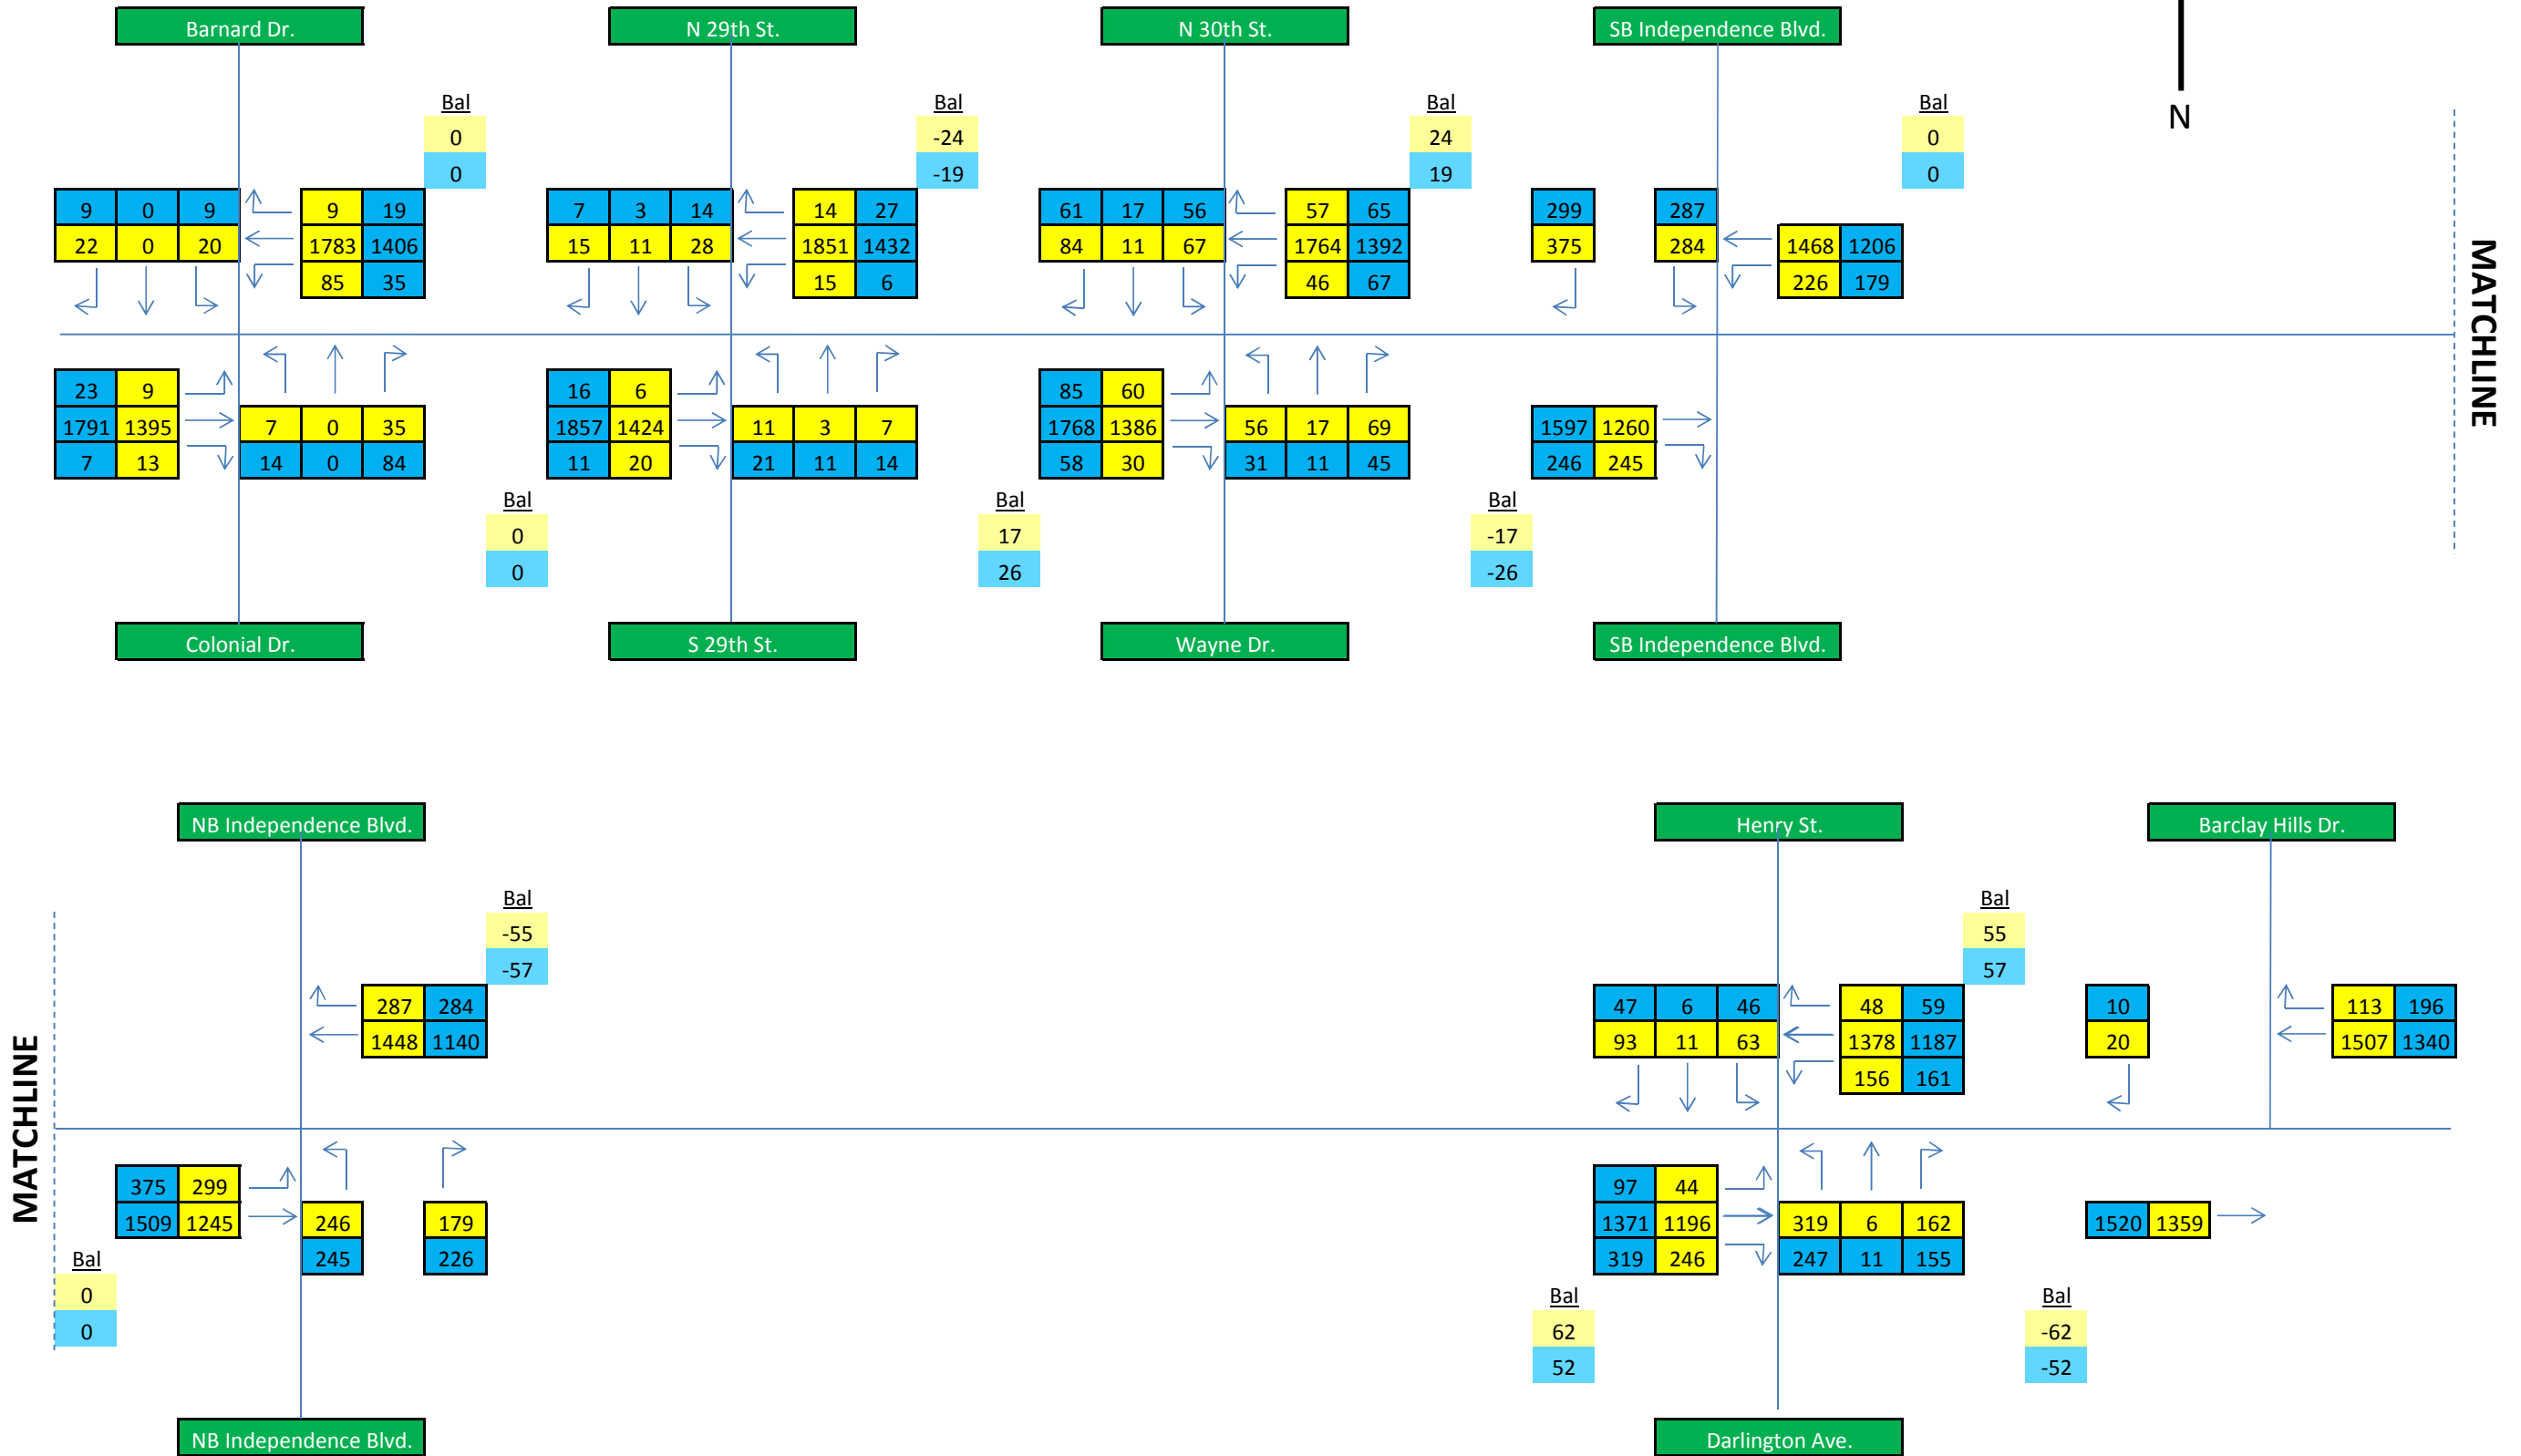 Barnard Dr. N 29th St. N 30th St. SB Independence Blvd.
N
Bal Bal Bal Bal
0 -24 24 0
0 -19 19 0
9 0 9 9 19 7 3 14 14 27 61 17 56 57 65 299 287
22 0 20 1783 1406 15 11 28 1851 1432 84 11 67 1764 1392 375 284 1468 1206
85 35 15 6 46 67 226 179
MATCHLINE
23 9 16 6 85 60
1791 1395 7 0 35 1857 1424 11 3 7 1768 1386 56 17 69 1597 1260
7 13 14 0 84 11 20 21 11 14 58 30 31 11 45 246 245
Bal Bal Bal
0 17 -17
0 26 -26
Colonial Dr. S 29th St. Wayne Dr. SB Independence Blvd.
NB Independence Blvd. Henry St. Barclay Hills Dr.
Bal Bal
-55 55
-57 57
287 284 47 6 46 48 59 10 113 196
1448 1140 93 11 63 1378 1187 20 1507 1340
156 161
MATCHLINE
375 299 97 44
1509 1245 246 179 1371 1196 319 6 162 1520 1359
245 226 319 246 247 11 155
Bal
0 Bal Bal
0 62 -62
52 -52
NB Independence Blvd. Darlington Ave.